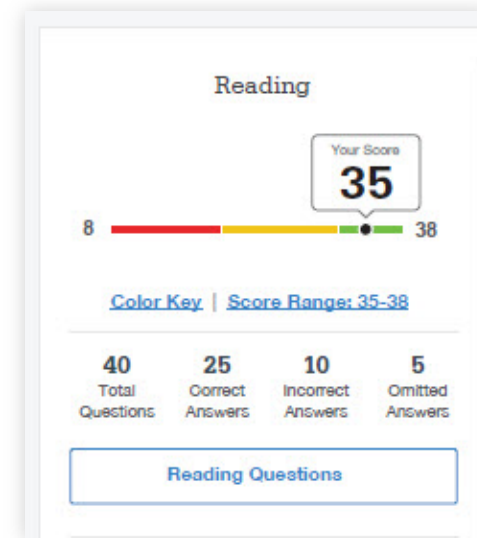 Reading
Your Score
35
8
38
Color Key | Score Range: 35-38
40 25 10 5
Total Correct Incorrect Omitted
Questions Answers Answers Answers
Reading Questions